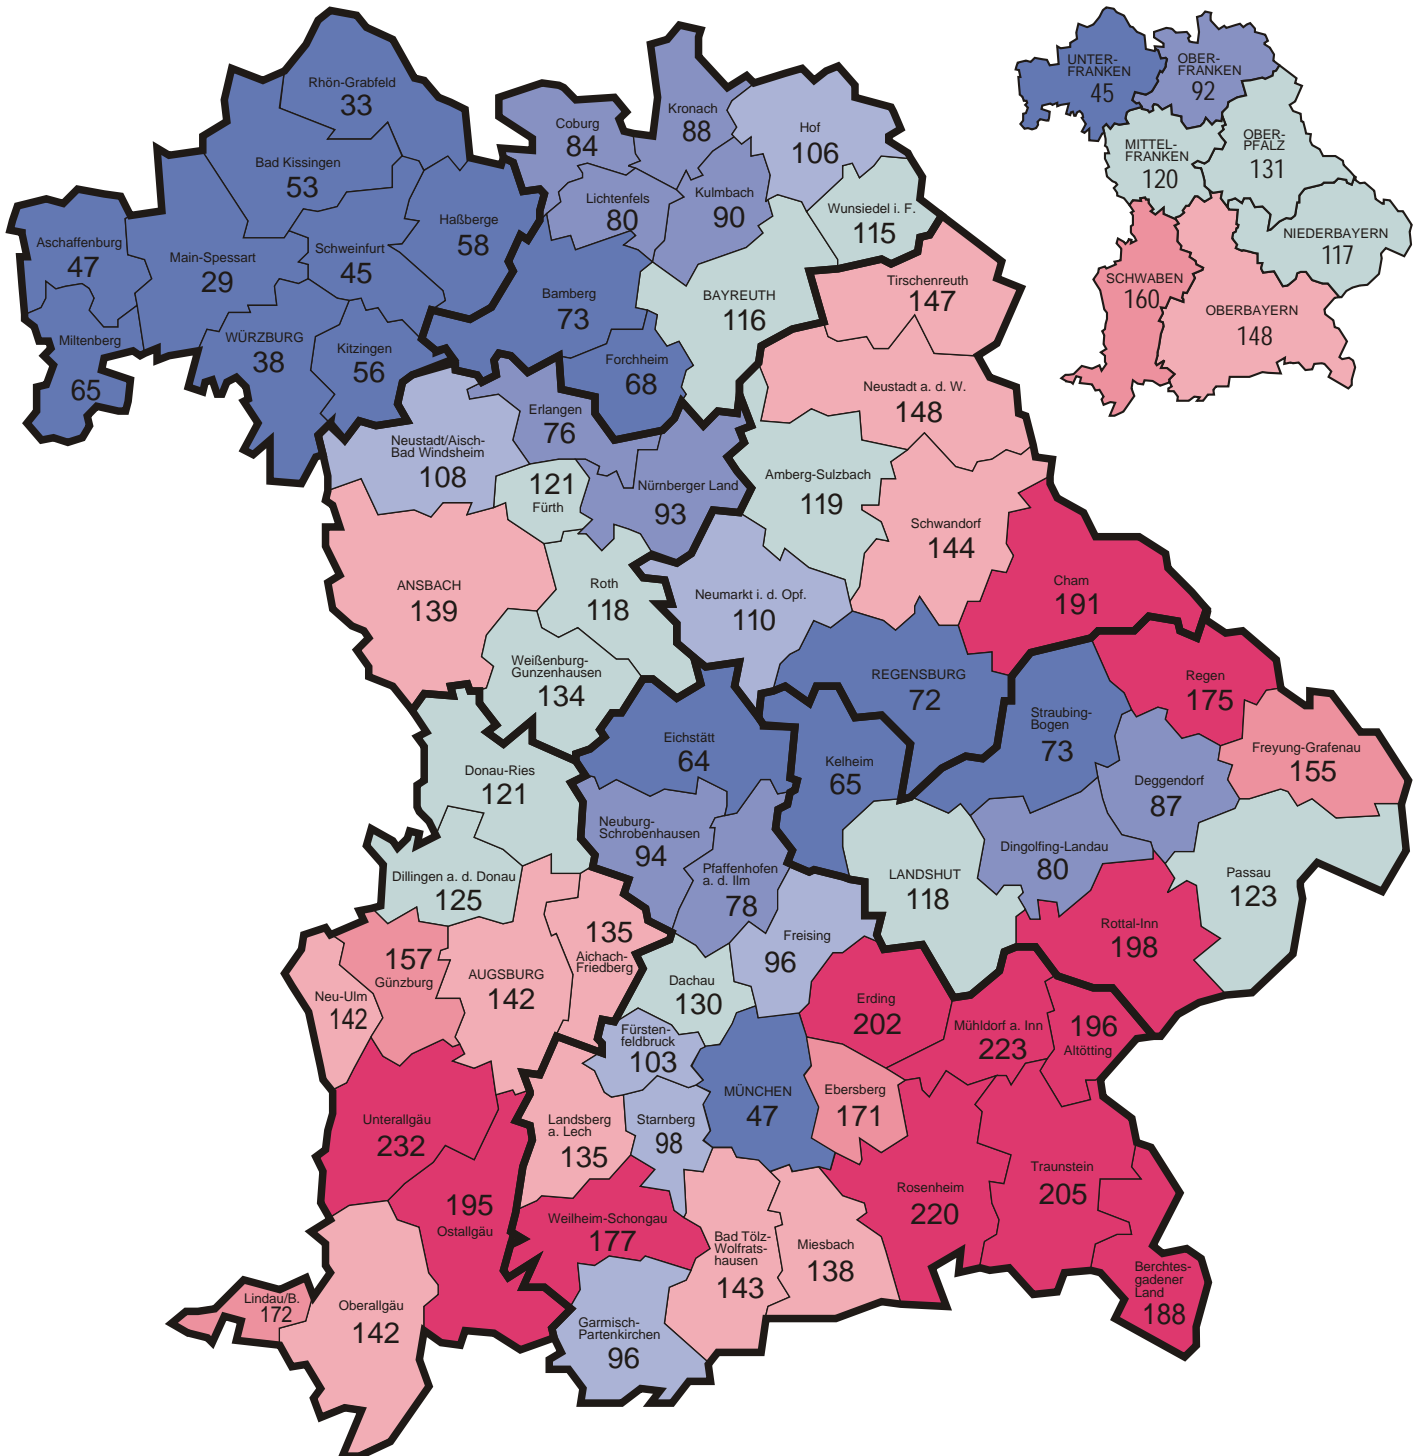 Rhön-Grabfeld
33
Bad Kissingen
53
Haßberge
58
Aschaffenburg
47
Main-Spessart
29
Schweinfurt
45
Miltenberg
65
WÜRZBURG
38
Kitzingen
56
Coburg
84
Kronach
88
Hof
106
Lichtenfels
80
Kulmbach
90
Wunsiedel i. F.
115
Bamberg
73
BAYREUTH
116
Forchheim
68
Tirschenreuth
147
Neustadt a. d. W.
148
Erlangen
76
Neustadt/Aisch-
Bad Windsheim
108
121
Fürth
Nürnberger Land
93
Amberg-Sulzbach
119
Schwandorf
144
ANSBACH
139
Roth
118
Neumarkt i. d. Opf.
110
Cham
191
Weißenburg-
Gunzenhausen
134
REGENSBURG
72
Regen
175
Straubing-
Bogen
73
Freyung-Grafenau
155
Eichstätt
64
Kelheim
65
Deggendorf
87
Donau-Ries
121
Neuburg-
Schrobenhausen
94
Pfaffenhofen
a. d. Ilm
78
Dingolfing-Landau
80
Passau
123
Dillingen a. d. Donau
125
LANDSHUT
118
Rottal-Inn
198
157
Günzburg
AUGSBURG
142
135
Aichach-
Friedberg
Freising
96
Neu-Ulm
142
Dachau
130
Erding
202
Mühldorf a. Inn
223
196
Altötting
Fürsten-
feldbruck
103
MÜNCHEN
47
Ebersberg
171
Unterallgäu
232
Landsberg
a. Lech
135
Starnberg
98
Traunstein
205
Rosenheim
220
195
Ostallgäu
Weilheim-Schongau
177
Bad Tölz-
Wolfrats-
hausen
143
Miesbach
138
Berchtes-
gadener
Land
188
Lindau/B.
172
Oberallgäu
142
Garmisch-
Partenkirchen
96
UNTER-
FRANKEN
45
OBER-
FRANKEN
92
MITTEL-
FRANKEN
120
OBER-
PFALZ
131
NIEDERBAYERN
117
SCHWABEN
160
OBERBAYERN
148